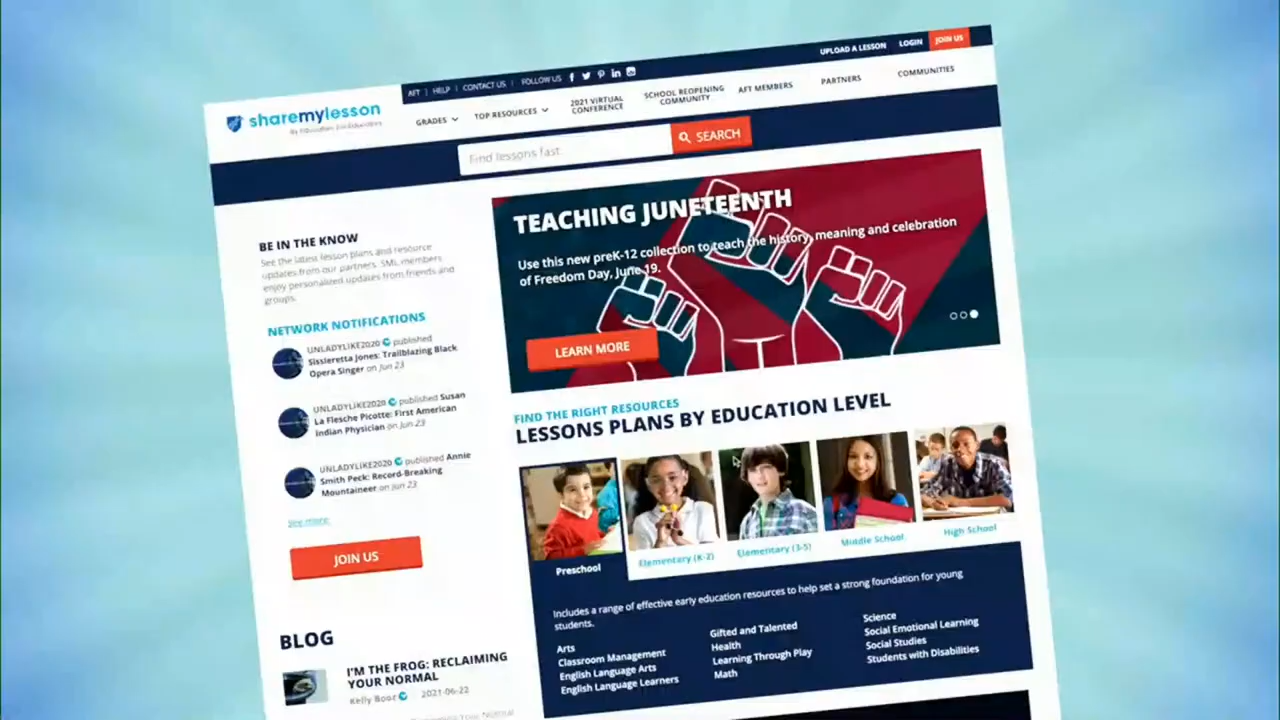 AFT | HELP | CONTACT US | FOLLOW US
UPLOAD A LESSON LOGIN JOIN US
sharemylesson
By Educators, For Educators
GRADES TOP RESOURCES 2021 VIRTUAL CONFERENCE SCHOOL REOPENING COMMUNITY AFT MEMBERS PARTNERS COMMUNITIES
Find lessons fast.
SEARCH
BE IN THE KNOW
See the latest lesson plans and resource
updates from our partners. SML members
enjoy personalized updates from friends and
groups.
NETWORK NOTIFICATIONS
UNLADYLIKE2020 published
Sissieretta Jones: Trailblazing Black
Opera Singer on Jun 23
UNLADYLIKE2020 published Susan
La Flesche Picotte: First American
Indian Physician on Jun 23
UNLADYLIKE2020 published Annie
Smith Peck: Record-Breaking
Mountaineer on Jun 23
See more
JOIN US
BLOG
I'M THE FROG: RECLAIMING
YOUR NORMAL
Kelly Booz 2021-06-22
TEACHING JUNETEENTH
Use this new preK-12 collection to teach the history, meaning and celebration
of Freedom Day, June 19.
LEARN MORE
FIND THE RIGHT RESOURCES
LESSONS PLANS BY EDUCATION LEVEL
Preschool
Elementary (K-2)
Elementary (3-5)
Middle School
High School
Includes a range of effective early education resources to help set a strong foundation for young
students.
Arts
Classroom Management
English Language Arts
English Language Learners
Gifted and Talented
Health
Learning Through Play
Math
Science
Social Emotional Learning
Social Studies
Students with Disabilities